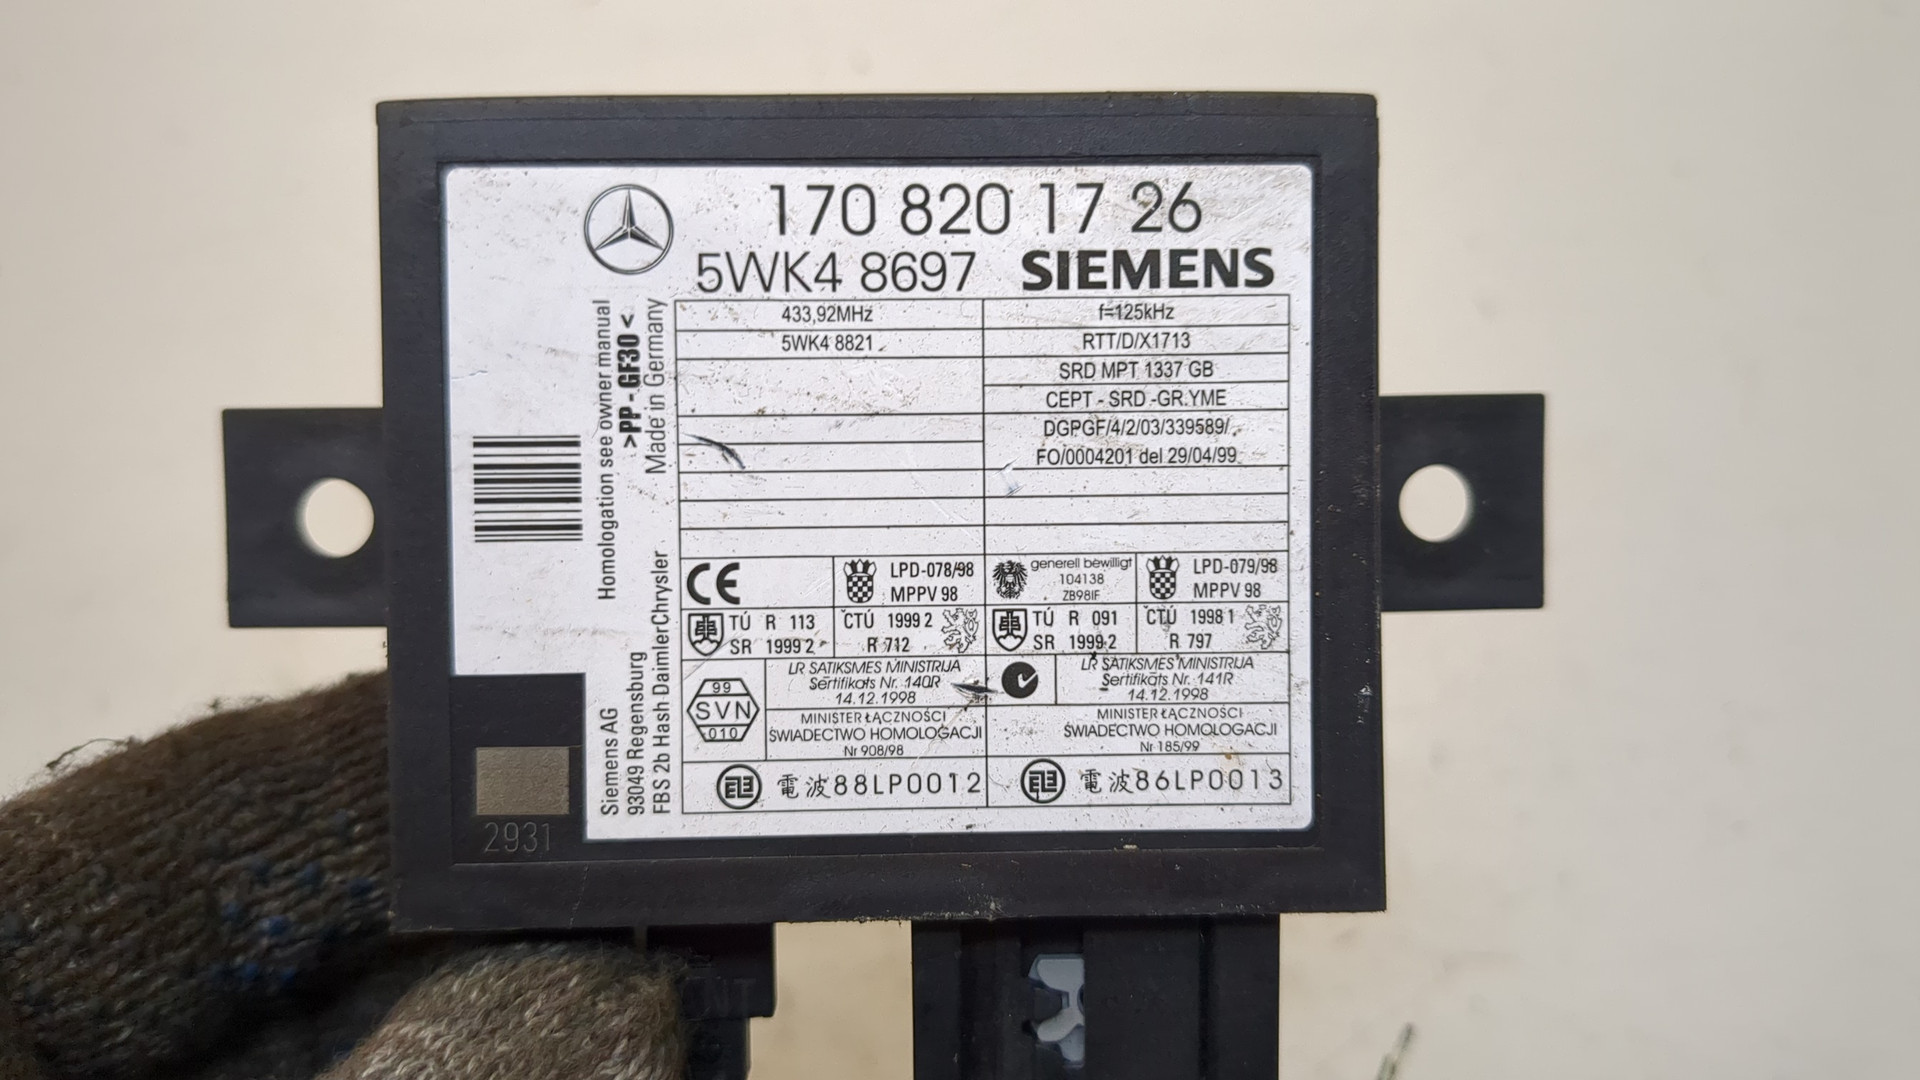 170 820 17 26
5WK4 8697 SIEMENS
433,92MHz
f=125kHz
5WK4 8821
RTT/D/X1713
SRD MPT 1337 GB
CEPT - SRD -GR.YME
DGPGF/4/2/03/339589/
FO/0004201 del 29/04/99
Homologation see owner manual
>PP - GF30<
Made in Germany
Siemens AG
93049 Regensburg
FBS 2b Hash DaimlerChrysler
CE
LPD-078/98
MPPV 98
generell bewilligt
104138
ZB98IF
LPD-079/98
MPPV 98
TÚ R 113
SR 1999 2
ČTÚ 1999 2
R 712
TÚ R 091
SR 1999 2
ČTÚ 1998 1
R 797
99
SVN
010
LR SATIKSMES MINISTRIJA
Sertifikāts Nr. 140R
14.12.1998
MINISTER ŁĄCZNOŚCI
ŚWIADECTWO HOMOLOGACJI
Nr 908/98
LR SATIKSMES MINISTRIJA
Sertifikāts Nr. 141R
14.12.1998
MINISTER ŁĄCZNOŚCI
ŚWIADECTWO HOMOLOGACJI
Nr 185/99
電波88LP0012
電波86LP0013
2931